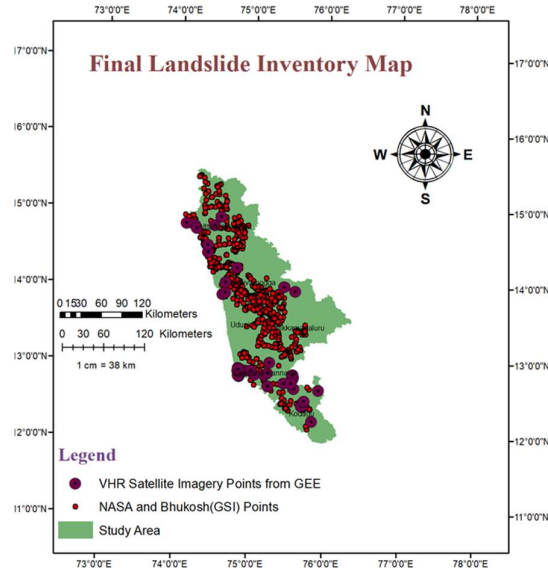 73°0'0"E 74°0'0"E 75°0'0"E 76°0'0"E 77°0'0"E 78°0'0"E
Final Landslide Inventory Map
17°0'0"N 17°0'0"N
N
16°0'0"N 16°0'0"N
W E
S
15°0'0"N 15°0'0"N
14°0'0"N 14°0'0"N
0 15 30 60 90 120
Kilometers
0 20 30 60 90 120
Kilometers
1 cm = 38 km
13°0'0"N 13°0'0"N
12°0'0"N 12°0'0"N
Legend
VHR Satellite Imagery Points from GEE
NASA and Bhukosh(GSI) Points
Study Area
11°0'0"N 11°0'0"N
73°0'0"E 74°0'0"E 75°0'0"E 76°0'0"E 77°0'0"E 78°0'0"E